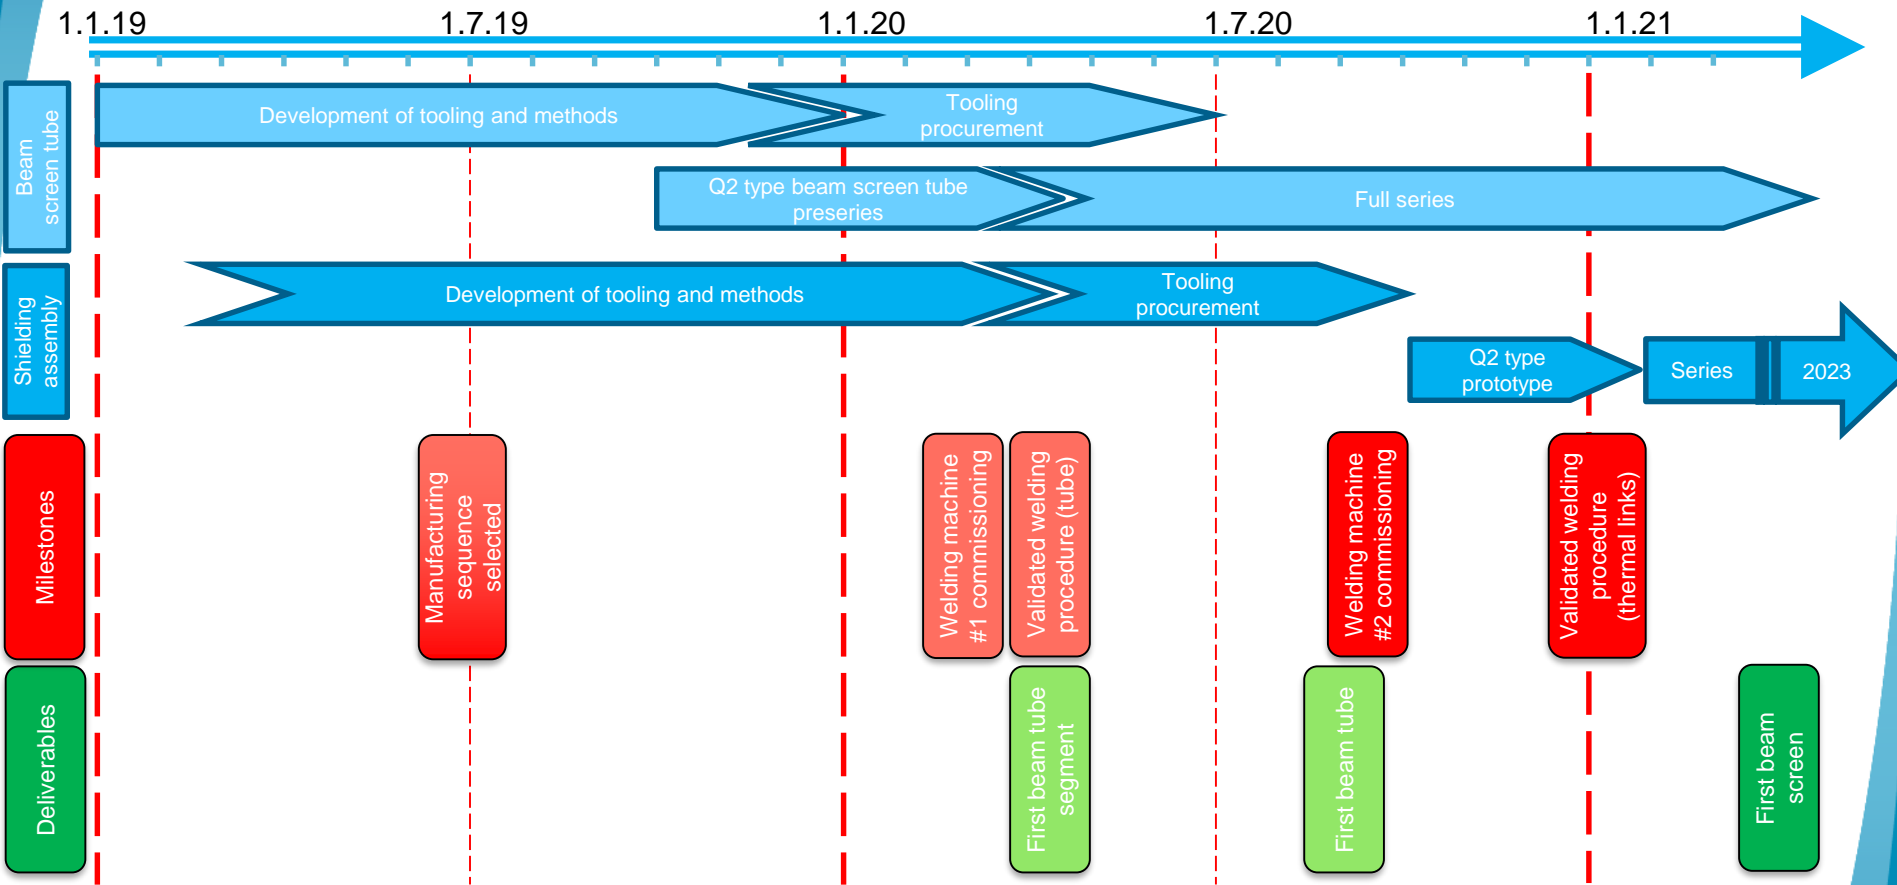 1.1.19
1.7.19
1.1.20
1.7.20
1.1.21
Beam
screen tube
Development of tooling and methods
Tooling
procurement
Q2 type beam screen tube
preseries
Full series
Shielding
assembly
Development of tooling and methods
Tooling
procurement
Q2 type
prototype
Series
2023
Milestones
Manufacturing
sequence
selected
Welding machine
#1 commissioning
Validated welding
procedure (tube)
Welding machine
#2 commissioning
Validated welding
procedure
(thermal links)
Deliverables
First beam tube
segment
First beam tube
First beam
screen